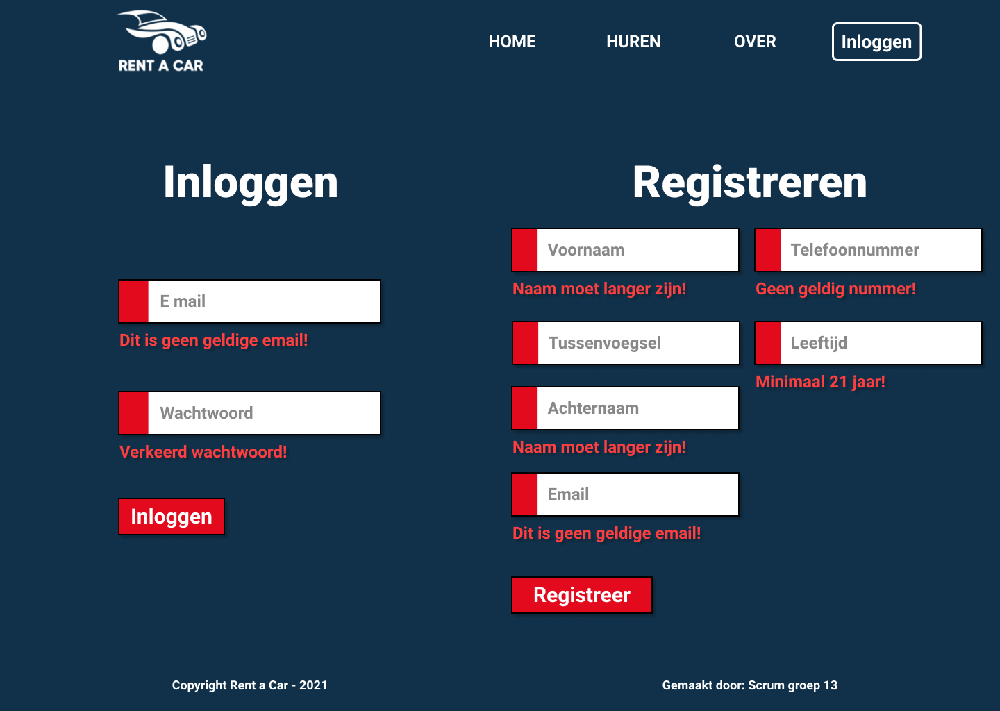 RENT A CAR
HOME
HUREN
OVER
Inloggen
Inloggen
E mail
Dit is geen geldige email!
Wachtwoord
Verkeerd wachtwoord!
Inloggen
Registreren
Voornaam
Naam moet langer zijn!
Tussenvoegsel
Achternaam
Naam moet langer zijn!
Email
Dit is geen geldige email!
Telefoonnummer
Geen geldig nummer!
Leeftijd
Minimaal 21 jaar!
Registreer
Copyright Rent a Car - 2021
Gemaakt door: Scrum groep 13